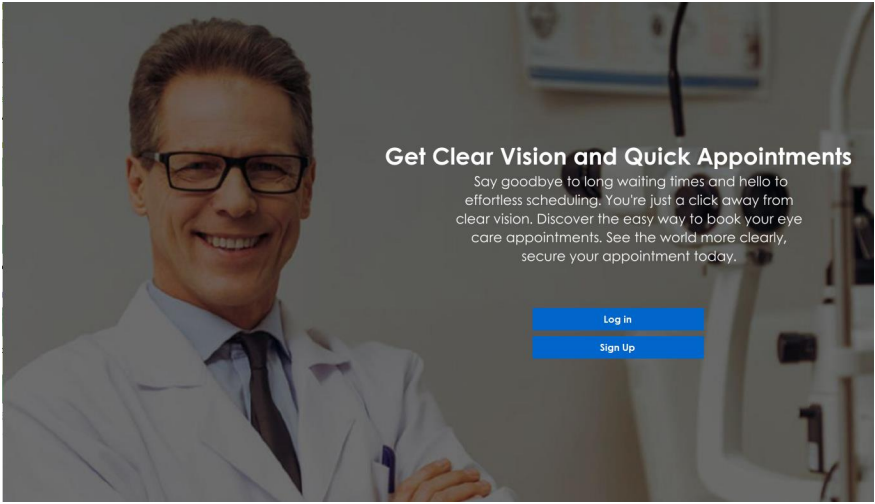 Get Clear Vision and Quick Appointments
Say goodbye to long waiting times and hello to
effortless scheduling. You're just a click away from
clear vision. Discover the easy way to book your eye
care appointments. See the world more clearly,
secure your appointment today.
Log in
Sign Up